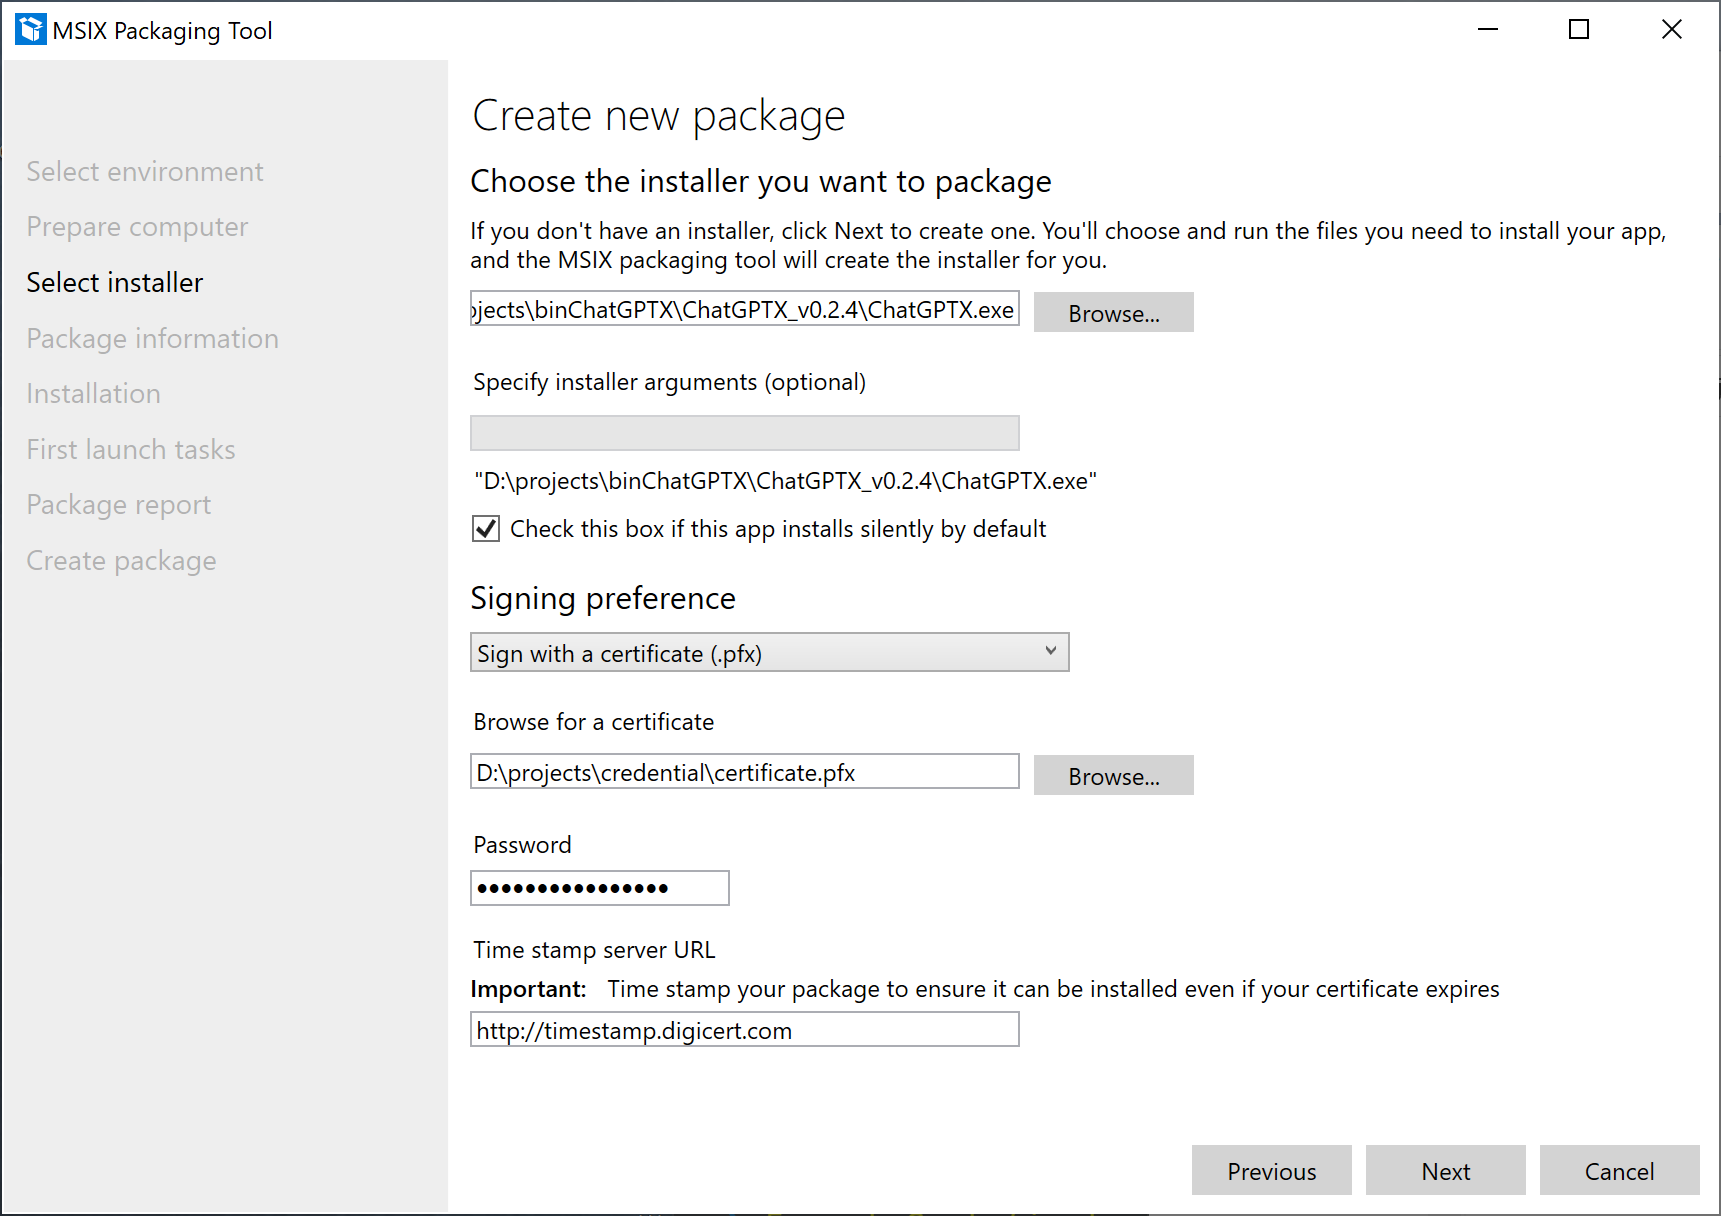 MSIX Packaging Tool
Select environment
Prepare computer
Select installer
Package information
Installation
First launch tasks
Package report
Create package
Create new package
Choose the installer you want to package
If you don't have an installer, click Next to create one. You'll choose and run the files you need to install your app,
and the MSIX packaging tool will create the installer for you.
ojects\binChatGPTX\ChatGPTX_v0.2.4\ChatGPTX.exe
Browse...
Specify installer arguments (optional)
"D:\projects\binChatGPTX\ChatGPTX_v0.2.4\ChatGPTX.exe"
Check this box if this app installs silently by default
Signing preference
Sign with a certificate (.pfx)
Browse for a certificate
D:\projects\credential\certificate.pfx
Browse...
Password
●●●●●●●●●●●●●●●●
Time stamp server URL
Important: Time stamp your package to ensure it can be installed even if your certificate expires
http://timestamp.digicert.com
Previous
Next
Cancel